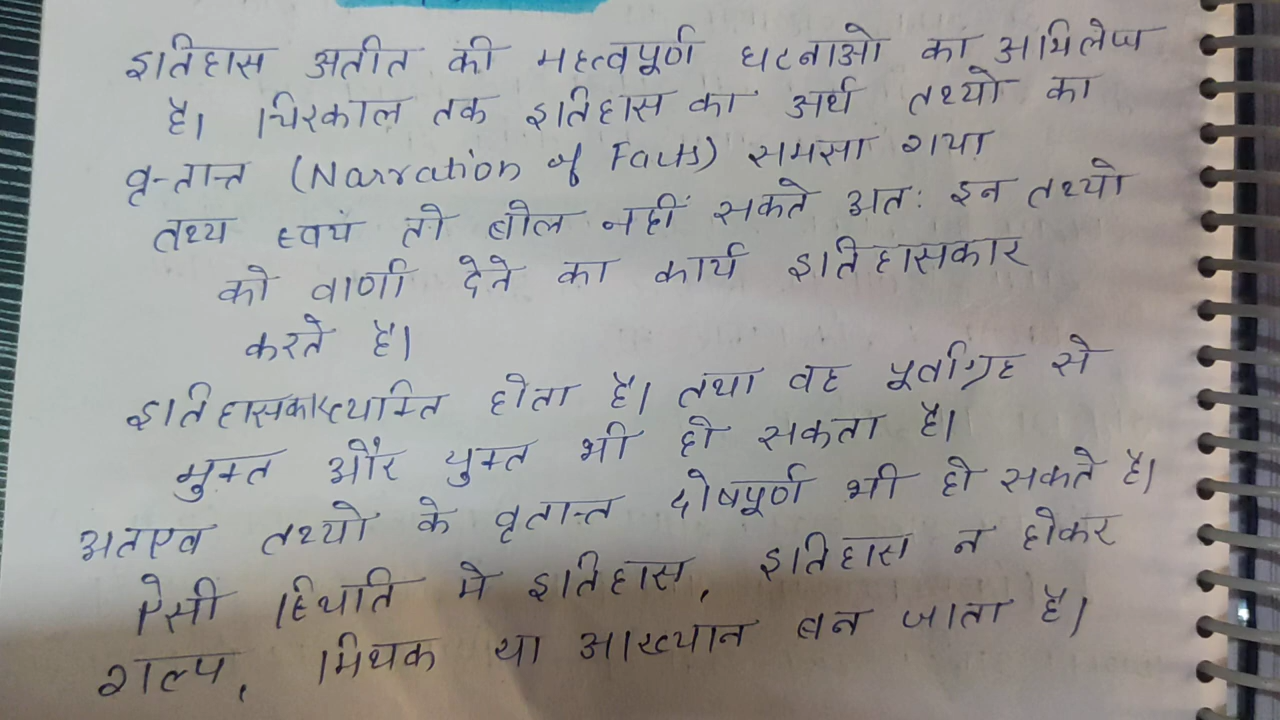 इतिहास अतीत की महत्वपूर्ण घटनाओ का अभिलेख
है। चिरकाल तक इतिहास का अर्थ तथ्यो का
वृ-तान्त (Narration of Facts) समसा गया
तथ्य स्वयं तो बोल नहीं सकते अत: इन तथ्यो
को वाणी देने का कार्य इतिहासकार
करते है।
इतिहासकार व्यक्ति होता है। तथा वह पूर्वाग्रह से
मुक्त और युक्त भी हो सकता है।
अतएव तथ्यो के वृतान्त दोषपूर्ण भी हो सकते है।
ऐसी स्थिति मे इतिहास, इतिहास न होकर
गल्प, मिथक या आख्यान बन जाता है।